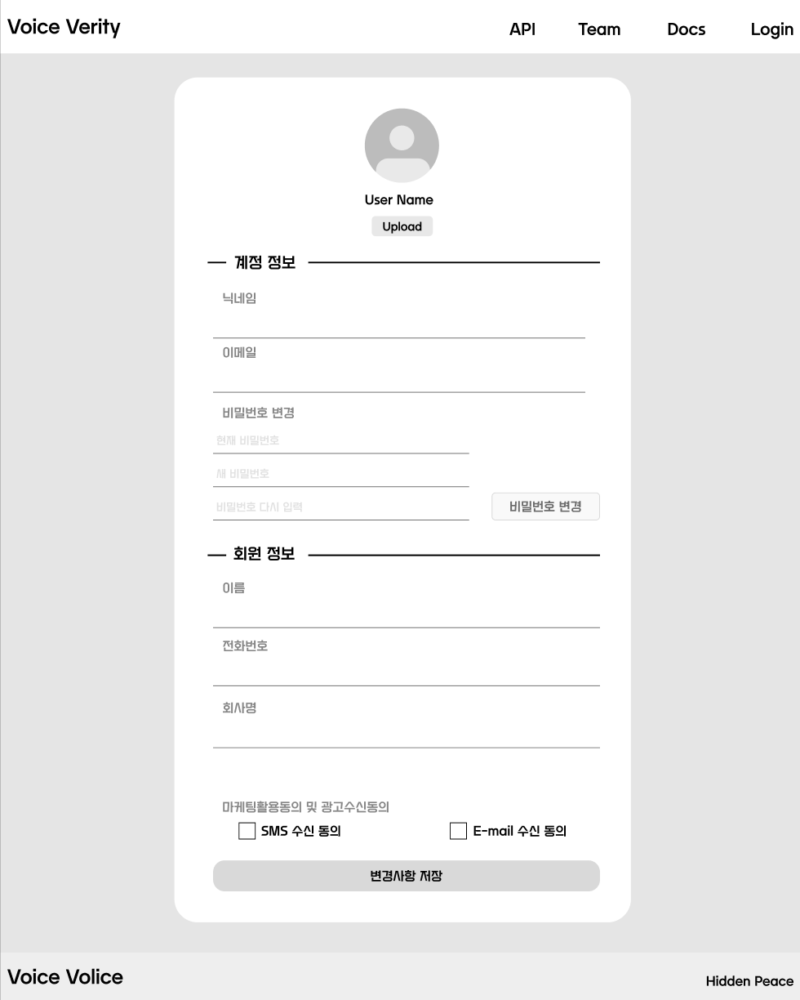 Voice Verity
API Team Docs Login
User Name
Upload
계정 정보
닉네임
이메일
비밀번호 변경
현재 비밀번호
새 비밀번호
비밀번호 다시 입력
비밀번호 변경
회원 정보
이름
전화번호
회사명
마케팅활용동의 및 광고수신동의
SMS 수신 동의 E-mail 수신 동의
변경사항 저장
Voice Volice
Hidden Peace